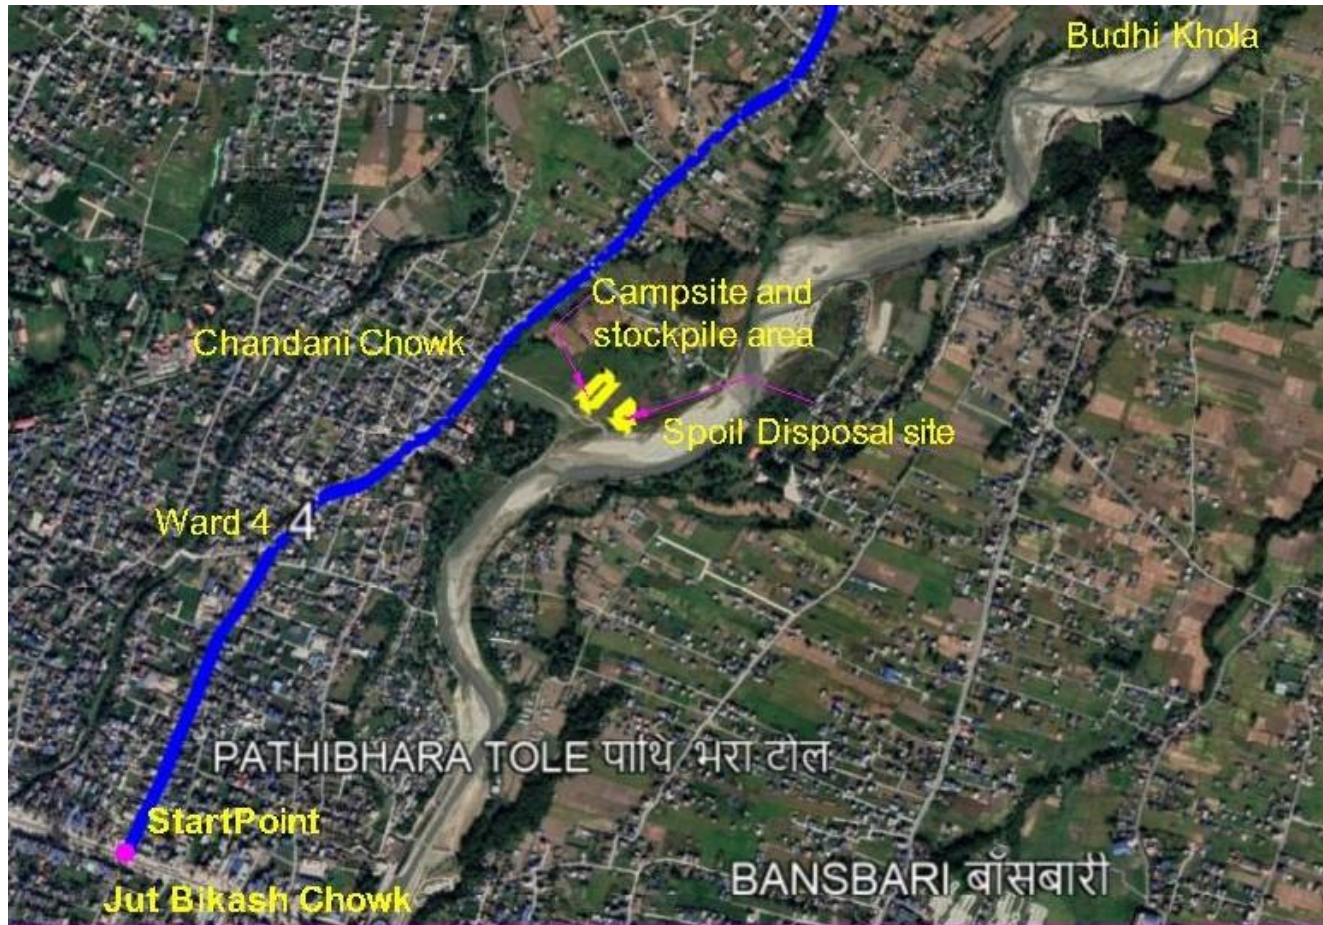 Budhi Khola
Campsite and
stockpile area
Chandani Chowk
Spoil Disposal site
Ward 4
4
PATHIBHARA TOLE पाथि भरा टोल
StartPoint
BANSBARI बाँसबारी
Jut Bikash Chowk